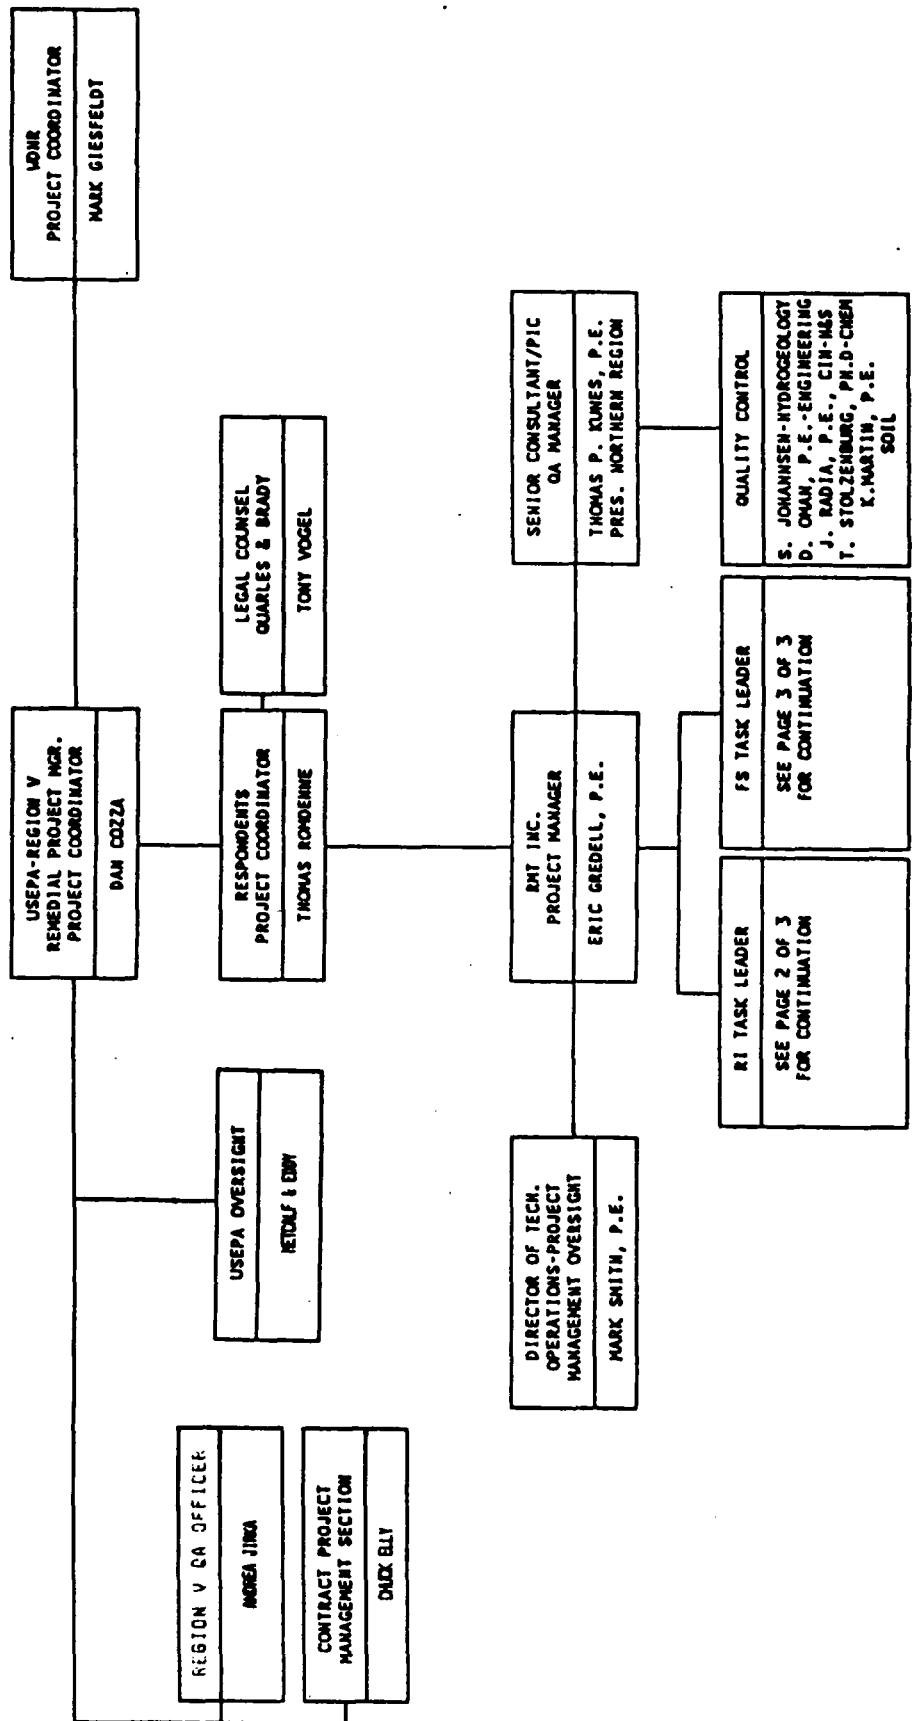 USEPA-REGION V
REMEDIAL PROJECT MGR.
PROJECT COORDINATOR
DAN COZZA
WDNR
PROJECT COORDINATOR
MARK GIESFELDT
REGION V QA OFFICER
ANDREA JIRKA
CONTRACT PROJECT
MANAGEMENT SECTION
CHUCK ELLY
USEPA OVERSIGHT
METCALF & EDDY
RESPONDENTS
PROJECT COORDINATOR
THOMAS ROMDENNE
LEGAL COUNSEL
QUARLES & BRADY
TONY VOGEL
DIRECTOR OF TECH.
OPERATIONS-PROJECT
MANAGEMENT OVERSIGHT
MARK SMITH, P.E.
RMT INC.
PROJECT MANAGER
ERIC GREDELL, P.E.
SENIOR CONSULTANT/PIC
QA MANAGER
THOMAS P. KUNES, P.E.
PRES. NORTHERN REGION
RI TASK LEADER
SEE PAGE 2 OF 3
FOR CONTINUATION
FS TASK LEADER
SEE PAGE 3 OF 3
FOR CONTINUATION
QUALITY CONTROL
S. JOHANNSEN-HYDROGEOLOGY
D. OMAN, P.E.-ENGINEERING
J. RADIA, P.E., CIH-H&S
T. STOLZENBURG, PH.D-CHEM
K.MARTIN, P.E.
SOIL